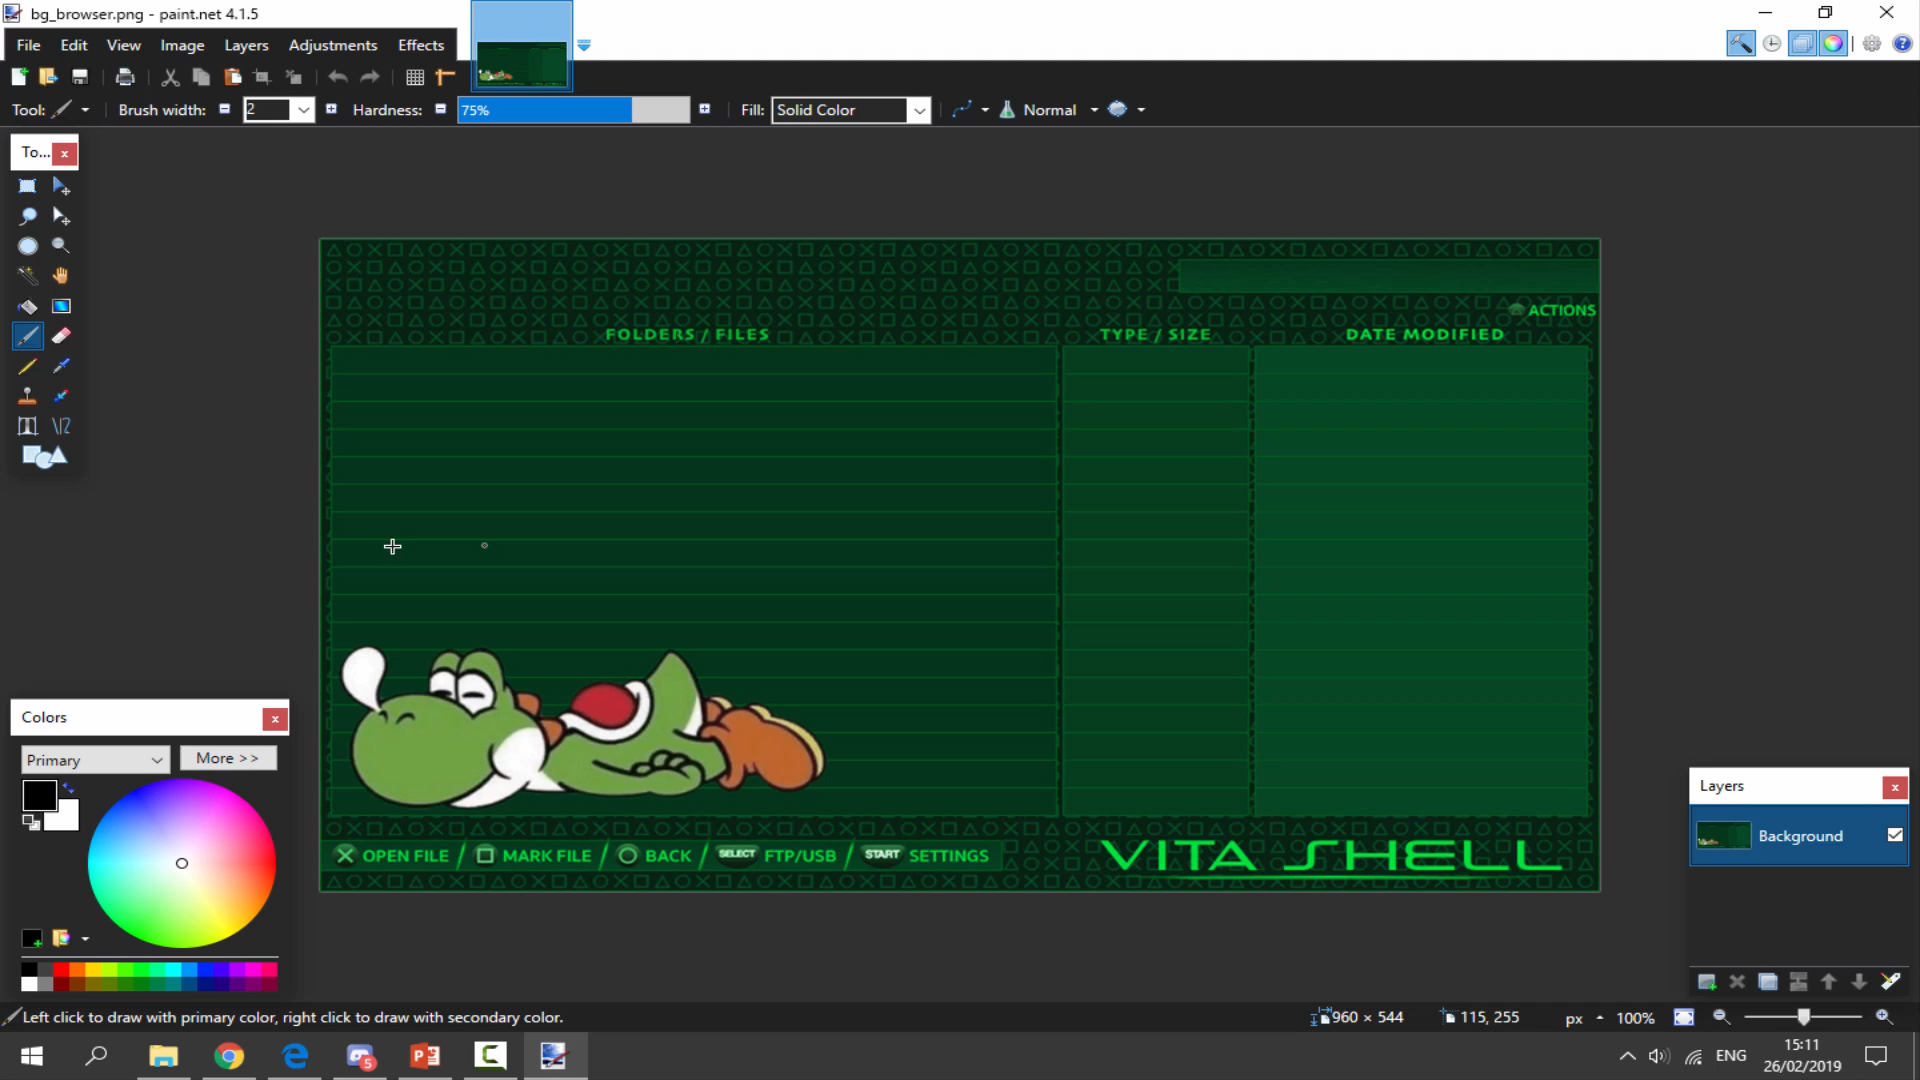 bg_browser.png - paint.net 4.1.5
File Edit View Image Layers Adjustments Effects
Tool: Brush width: 2 Hardness: 75% Fill: Solid Color Normal
To...
ACTIONS
FOLDERS / FILES TYPE / SIZE DATE MODIFIED
Colors
Primary More >>
Layers
Background
OPEN FILE / MARK FILE / BACK / SELECT FTP/USB / START SETTINGS
VITA SHELL
Left click to draw with primary color, right click to draw with secondary color.
960 × 544 115, 255 px 100%
5
ENG
15:11
26/02/2019